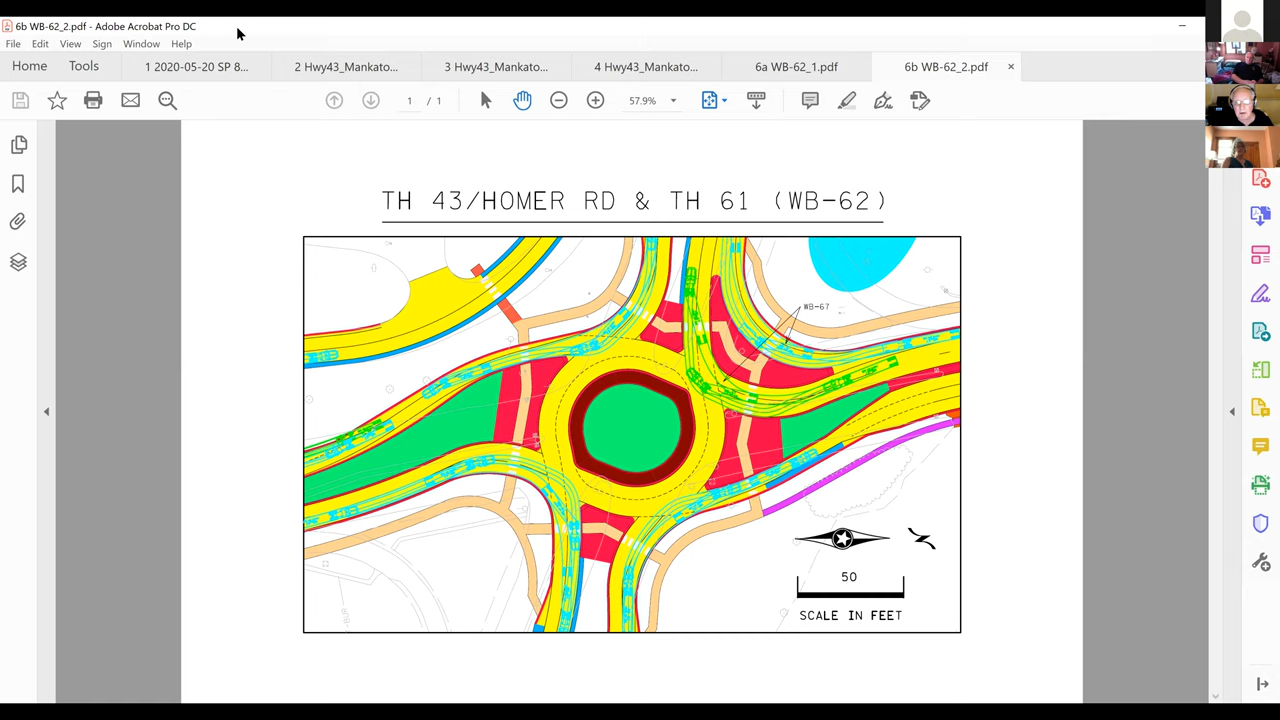 6b WB-62_2.pdf - Adobe Acrobat Pro DC
File Edit View Sign Window Help
Home Tools 1 2020-05-20 SP 8... 2 Hwy43_Mankato... 3 Hwy43_Mankato... 4 Hwy43_Mankato... 6a WB-62_1.pdf 6b WB-62_2.pdf
1 / 1 57.9%
TH 43/HOMER RD & TH 61 (WB-62)
WB-67
50
SCALE IN FEET